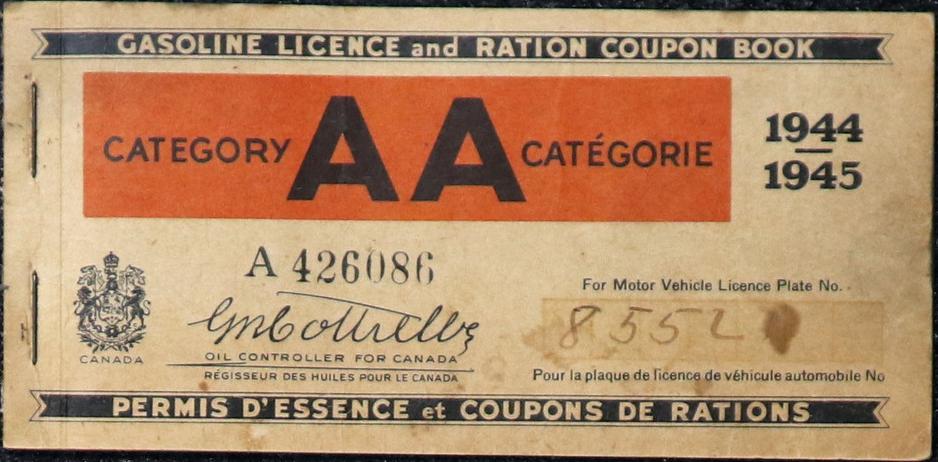 GASOLINE LICENCE and RATION COUPON BOOK
CATEGORY AA CATÉGORIE
1944
1945
A 426086
For Motor Vehicle Licence Plate No.
8552
CANADA
OIL CONTROLLER FOR CANADA
RÉGISSEUR DES HUILES POUR LE CANADA
Pour la plaque de licence de véhicule automobile No
PERMIS D'ESSENCE et COUPONS DE RATIONS